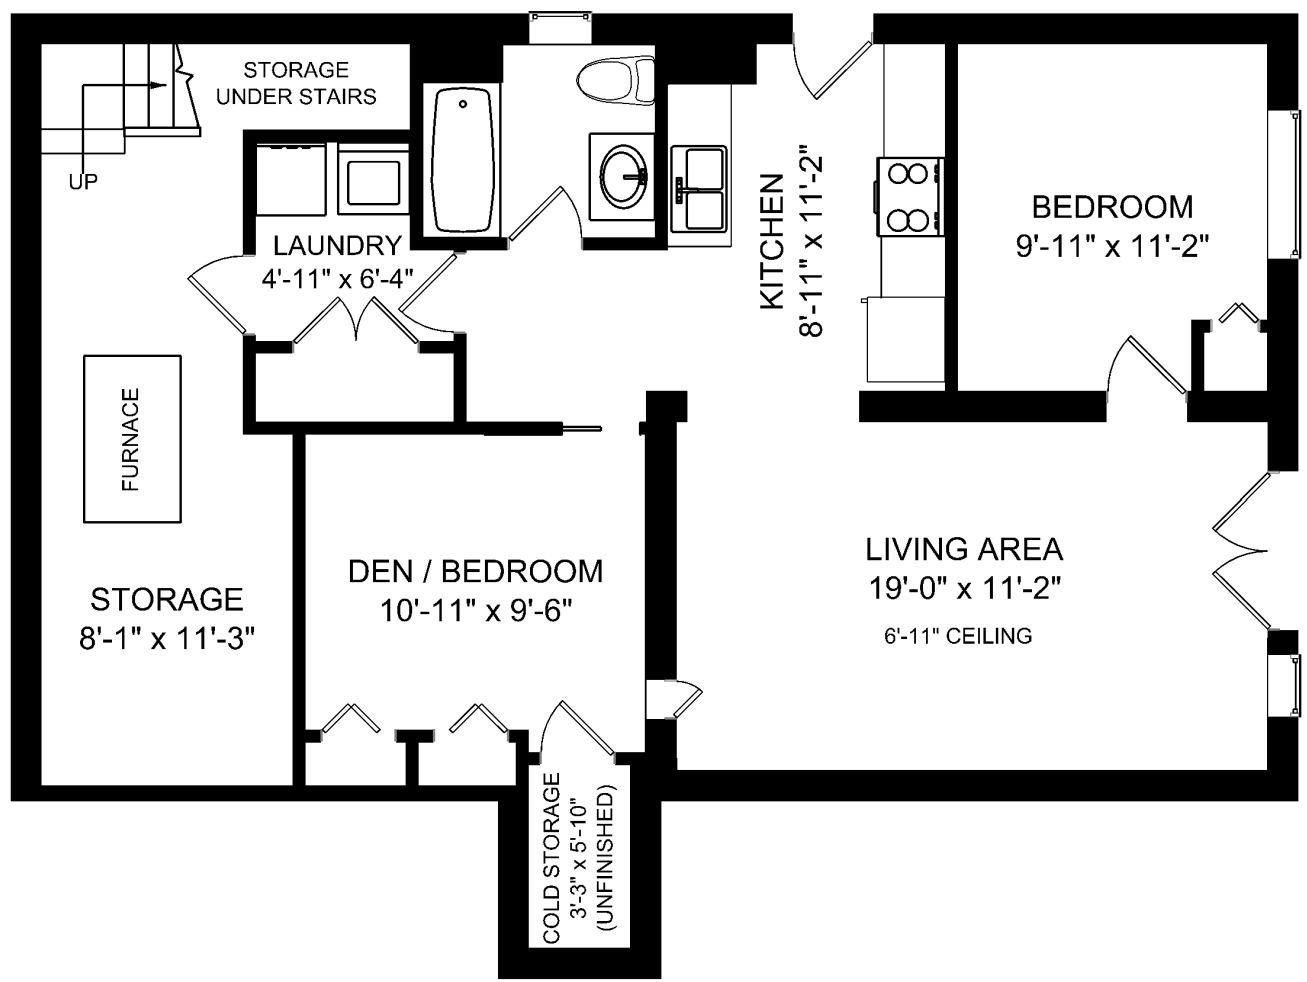 STORAGE
UNDER STAIRS
UP
LAUNDRY
4'-11" x 6'-4"
KITCHEN
8'-11" x 11'-2"
BEDROOM
9'-11" x 11'-2"
FURNACE
STORAGE
8'-1" x 11'-3"
DEN / BEDROOM
10'-11" x 9'-6"
LIVING AREA
19'-0" x 11'-2"
6'-11" CEILING
COLD STORAGE
3'-3" x 5'-10"
(UNFINISHED)